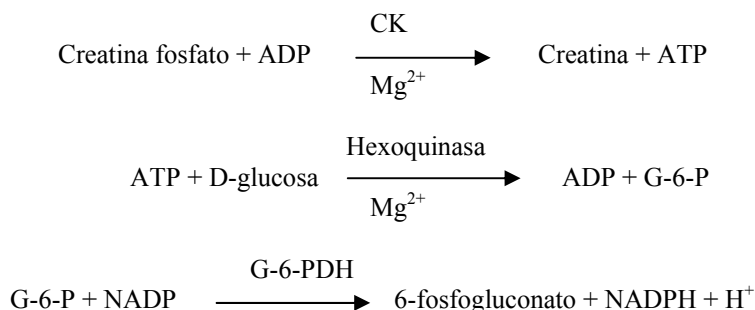 CK
Creatina fosfato + ADP Creatina + ATP
Mg²⁺
Hexoquinasa
ATP + D-glucosa ADP + G-6-P
Mg²⁺
G-6-PDH
G-6-P + NADP 6-fosfogluconato + NADPH + H⁺